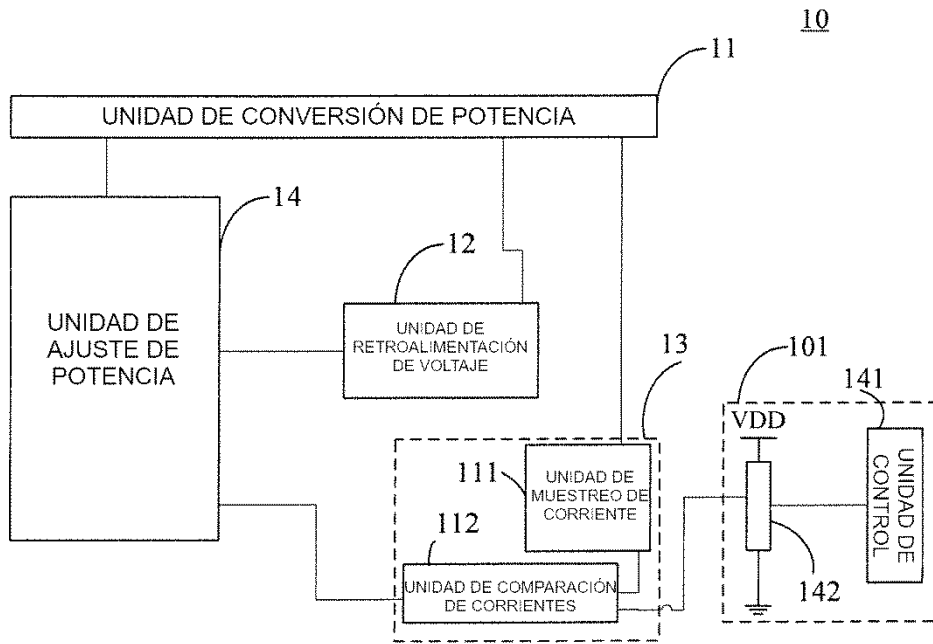 10
11
UNIDAD DE CONVERSIÓN DE POTENCIA
14
12
UNIDAD DE
AJUSTE DE
POTENCIA
UNIDAD DE
RETROALIMENTACIÓN
DE VOLTAJE
13
101
141
VDD
111
UNIDAD DE
MUESTREO DE
CORRIENTE
UNIDAD DE
CONTROL
112
142
UNIDAD DE COMPARACIÓN
DE CORRIENTES